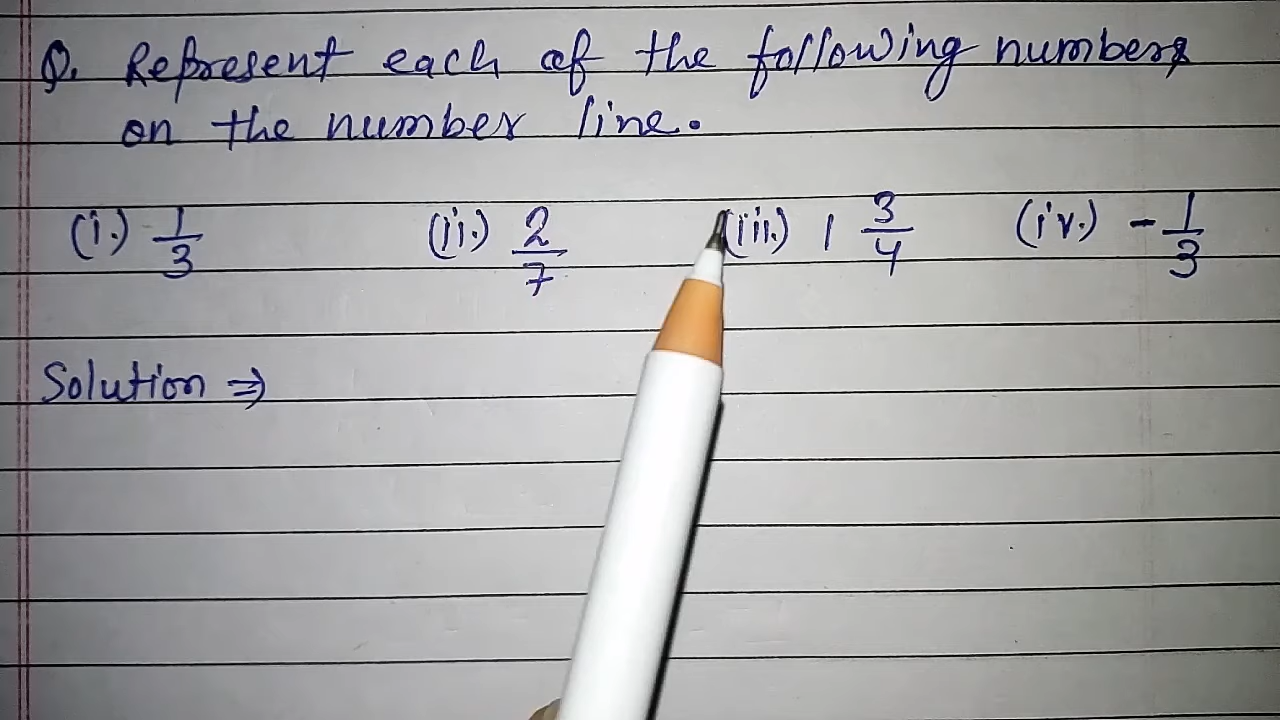 Q. Represent each of the following numbers
on the number line.
(i.) 1/3 (ii.) 2/7 (iii.) 1 3/4 (iv.) -1/3
Solution ⇒